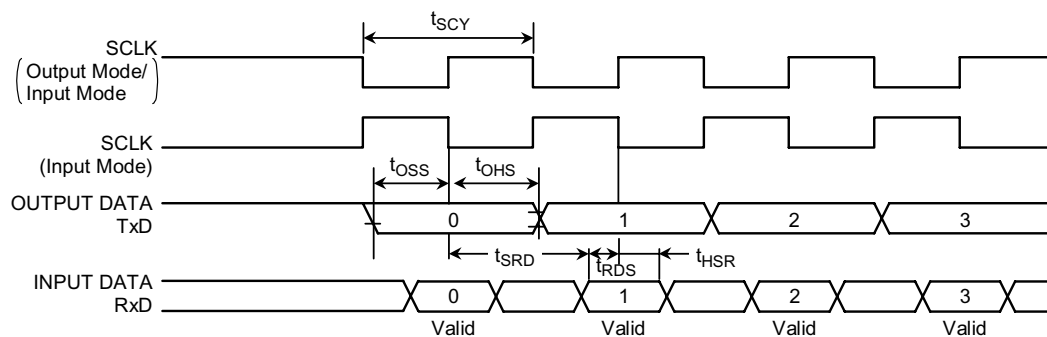 tSCY
SCLK
(Output Mode/
Input Mode)
SCLK
(Input Mode)
tOSS
tOHS
OUTPUT DATA
TxD
0
1
2
3
tSRD
tRDS
tHSR
INPUT DATA
RxD
0
1
2
3
Valid
Valid
Valid
Valid